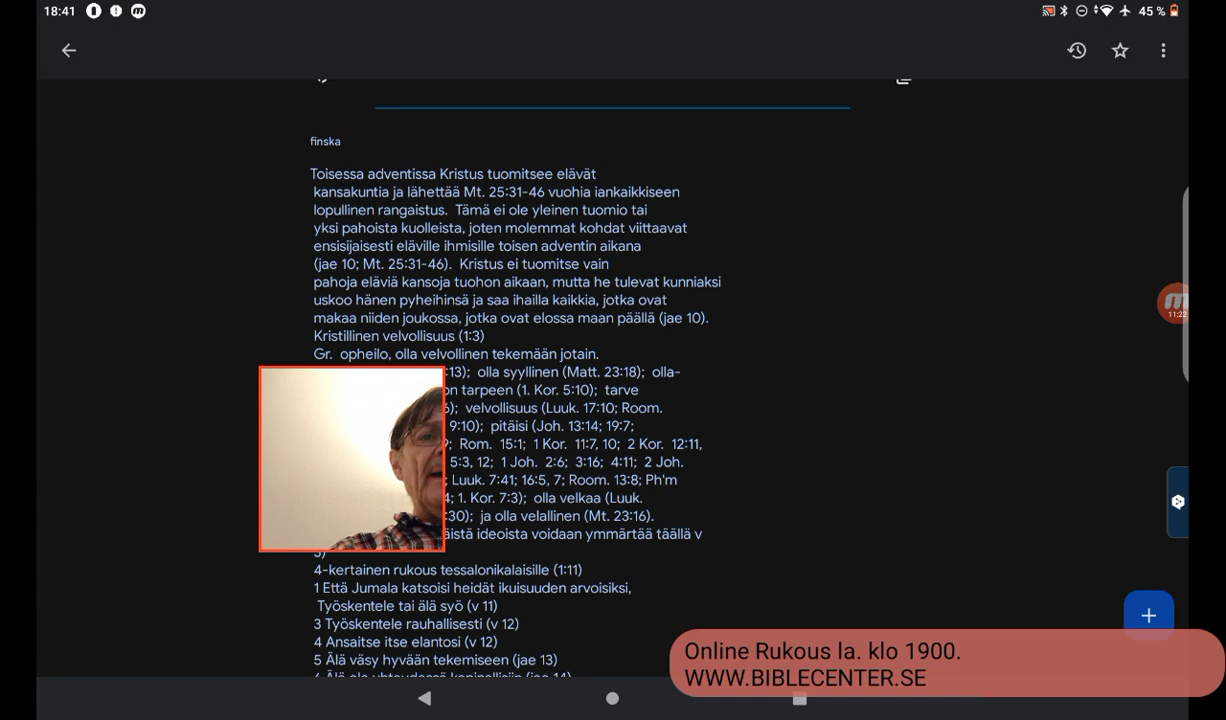 18:41
45 %
finska
Toisessa adventissa Kristus tuomitsee elävät
kansakuntia ja lähettää Mt. 25:31-46 vuohia iankaikkiseen
lopullinen rangaistus. Tämä ei ole yleinen tuomio tai
yksi pahoista kuolleista, joten molemmat kohdat viittaavat
ensisijaisesti eläville ihmisille toisen adventin aikana
(jae 10; Mt. 25:31-46). Kristus ei tuomitse vain
pahoja eläviä kansoja tuohon aikaan, mutta he tulevat kunniaksi
uskoo hänen pyheihinsä ja saa ihailla kaikkia, jotka ovat
makaa niiden joukossa, jotka ovat elossa maan päällä (jae 10).
Kristillinen velvollisuus (1:3)
Gr. opheilo, olla velvollinen tekemään jotain.
:13); olla syyllinen (Matt. 23:18); olla-
on tarpeen (1. Kor. 5:10); tarve
6); velvollisuus (Luuk. 17:10; Room.
9:10); pitäisi (Joh. 13:14; 19:7;
; Rom. 15:1; 1 Kor. 11:7, 10; 2 Kor. 12:11,
5:3, 12; 1 Joh. 2:6; 3:16; 4:11; 2 Joh.
; Luuk. 7:41; 16:5, 7; Room. 13:8; Ph'm
4; 1. Kor. 7:3); olla velkaa (Luuk.
:30); ja olla velallinen (Mt. 23:16).
äistä ideoista voidaan ymmärtää täällä v
3)
4-kertainen rukous tessalonikalaisille (1:11)
1 Että Jumala katsoisi heidät ikuisuuden arvoisiksi,
Työskentele tai älä syö (v 11)
3 Työskentele rauhallisesti (v 12)
4 Ansaitse itse elantosi (v 12)
5 Älä väsy hyvään tekemiseen (jae 13)
11:22
Online Rukous la. klo 1900.
WWW.BIBLECENTER.SE